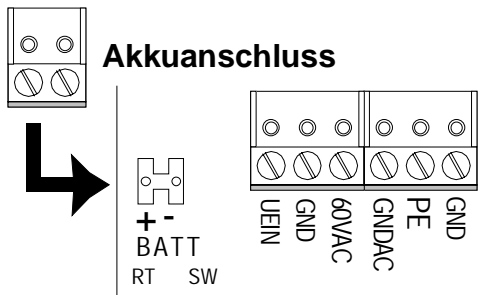 Akkuanschluss
+ -
BATT
RT SW
UEIN GND 60VAC GNDAC PE GND